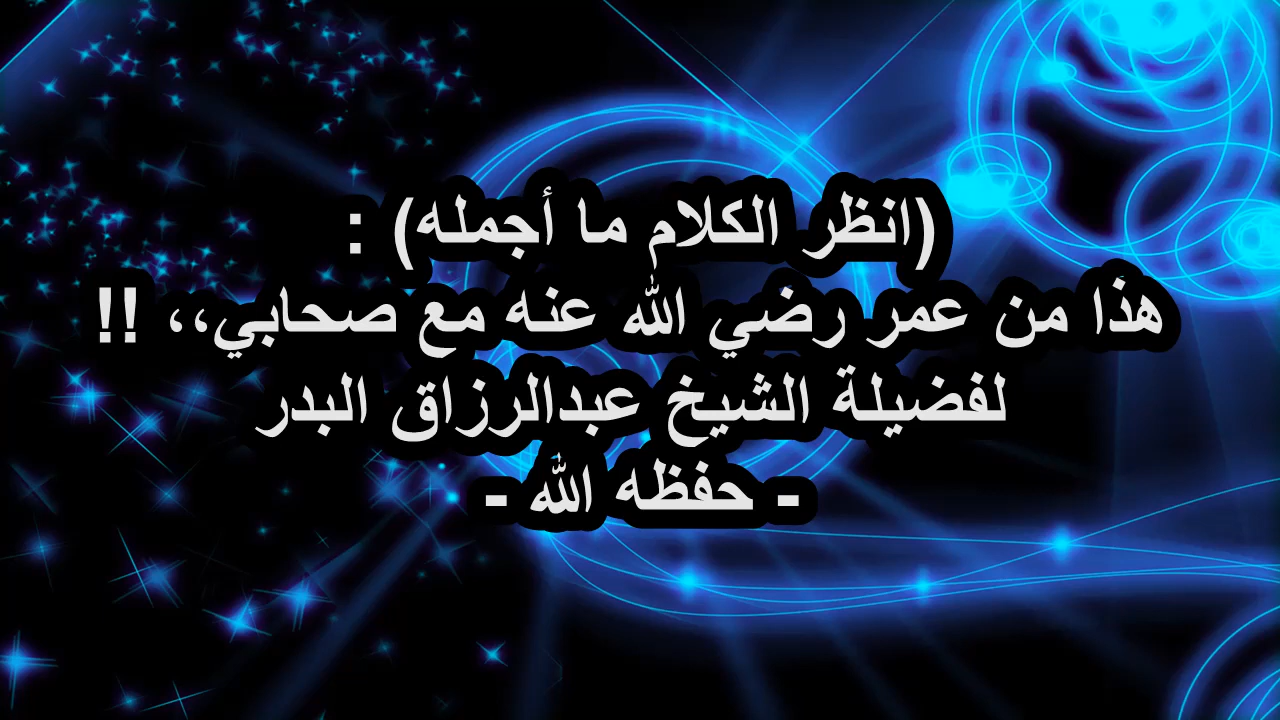 (انظر الكلام ما أجمله) :
هذا من عمر رضي الله عنه مع صحابي،، !!
لفضيلة الشيخ عبدالرزاق البدر
- حفظه الله -